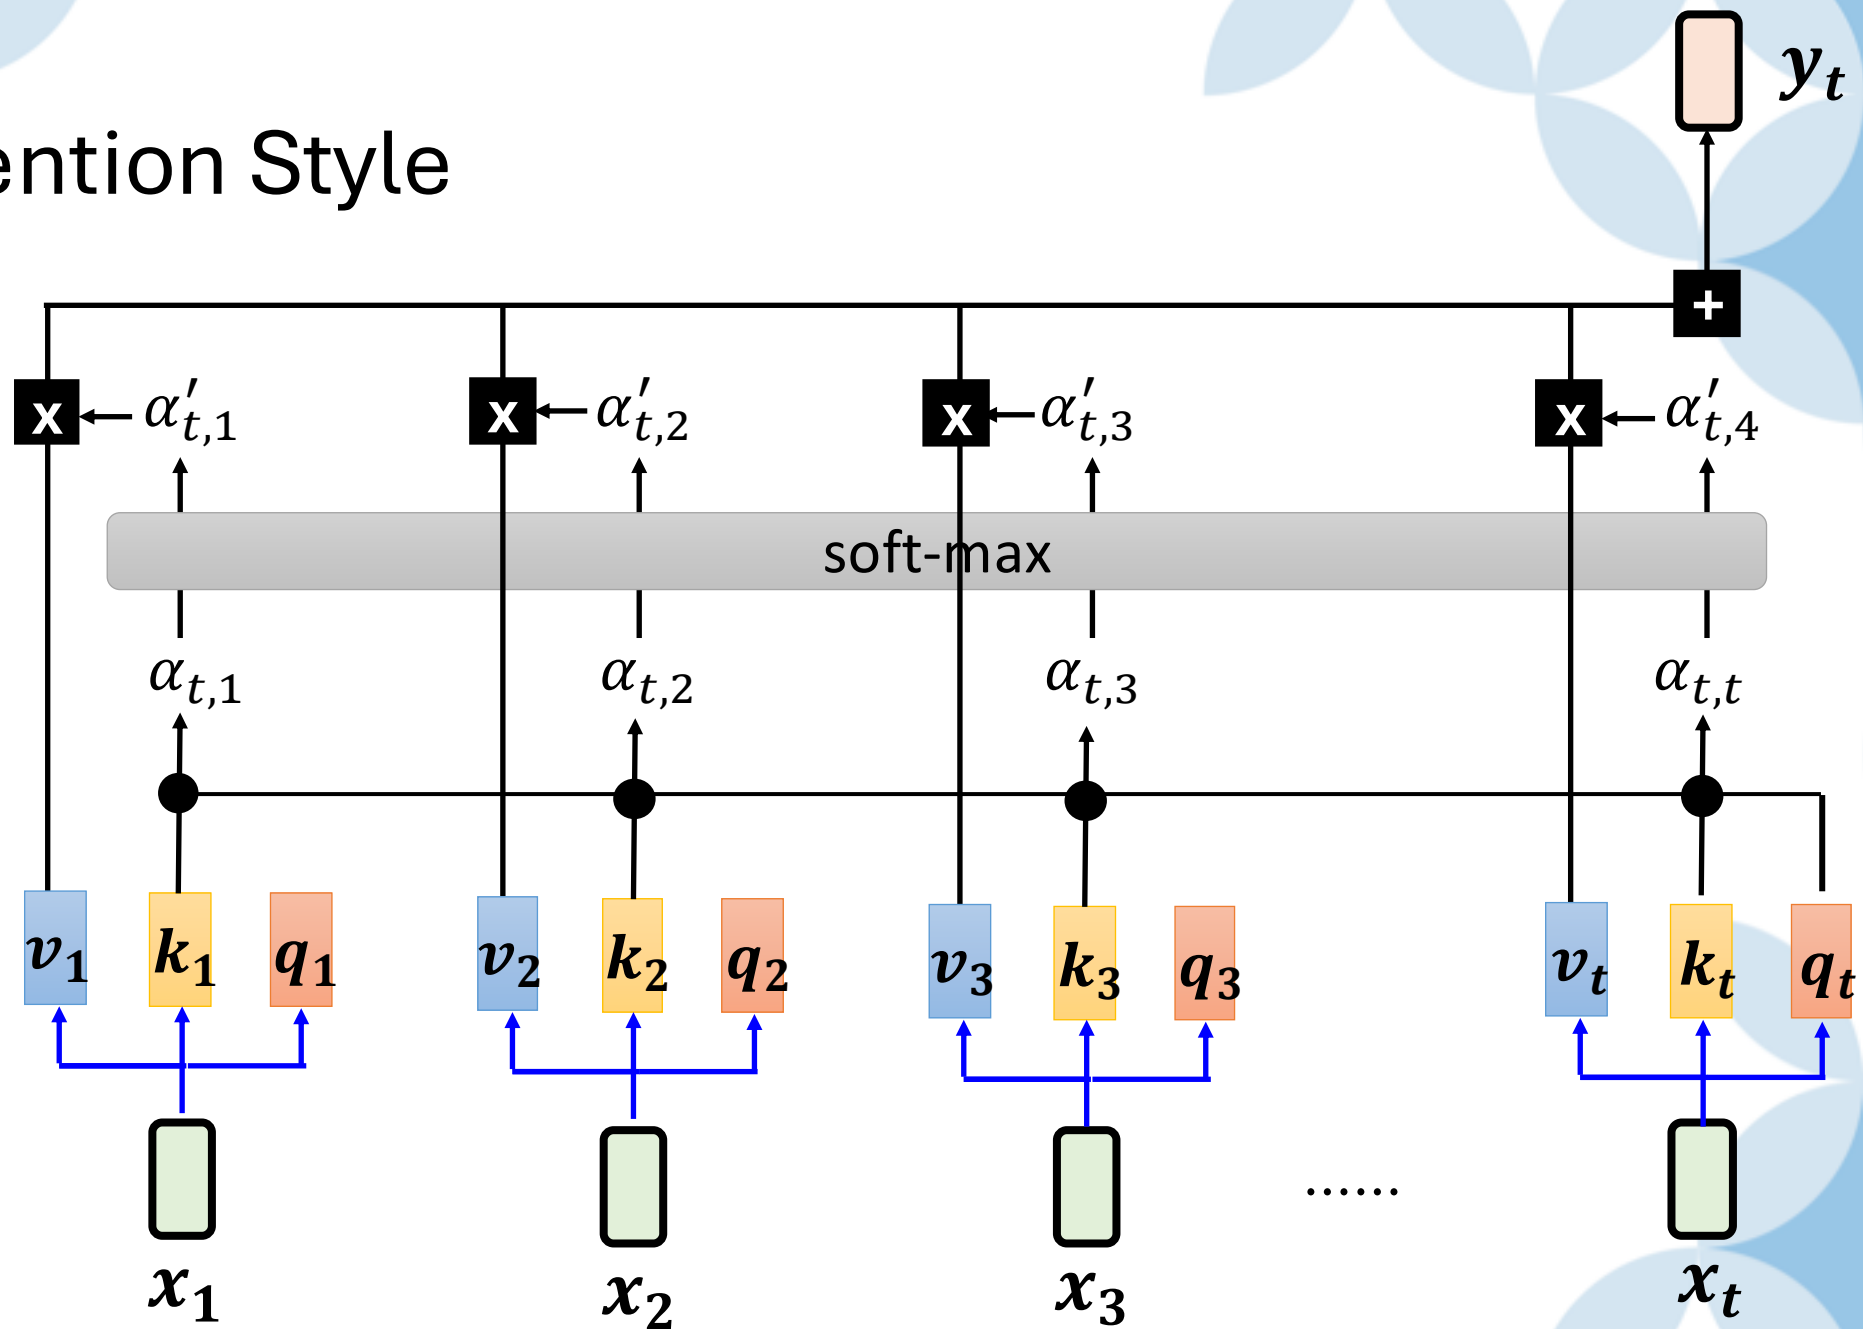 y_t
ention Style
+
x α′_{t,1} x α′_{t,2} x α′_{t,3} x α′_{t,4}
soft-max
α_{t,1} α_{t,2} α_{t,3} α_{t,t}
v_1 k_1 q_1 v_2 k_2 q_2 v_3 k_3 q_3 v_t k_t q_t
......
x_1 x_2 x_3 x_t